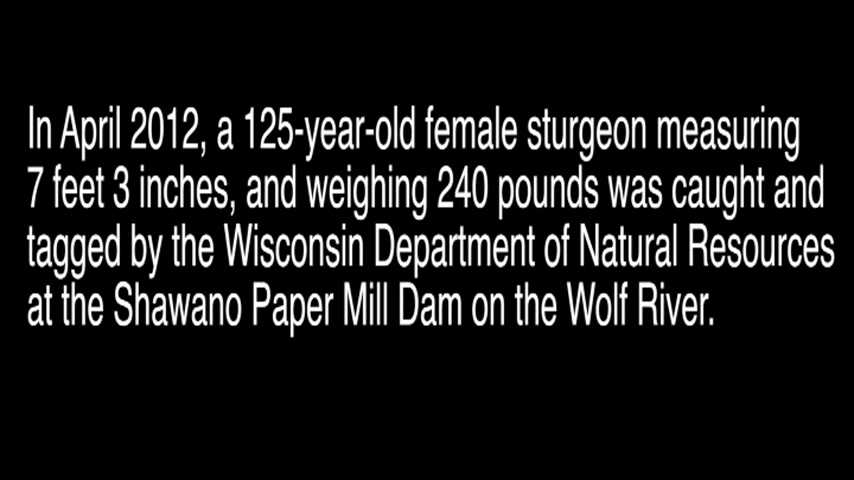 In April 2012, a 125-year-old female sturgeon measuring
7 feet 3 inches, and weighing 240 pounds was caught and
tagged by the Wisconsin Department of Natural Resources
at the Shawano Paper Mill Dam on the Wolf River.